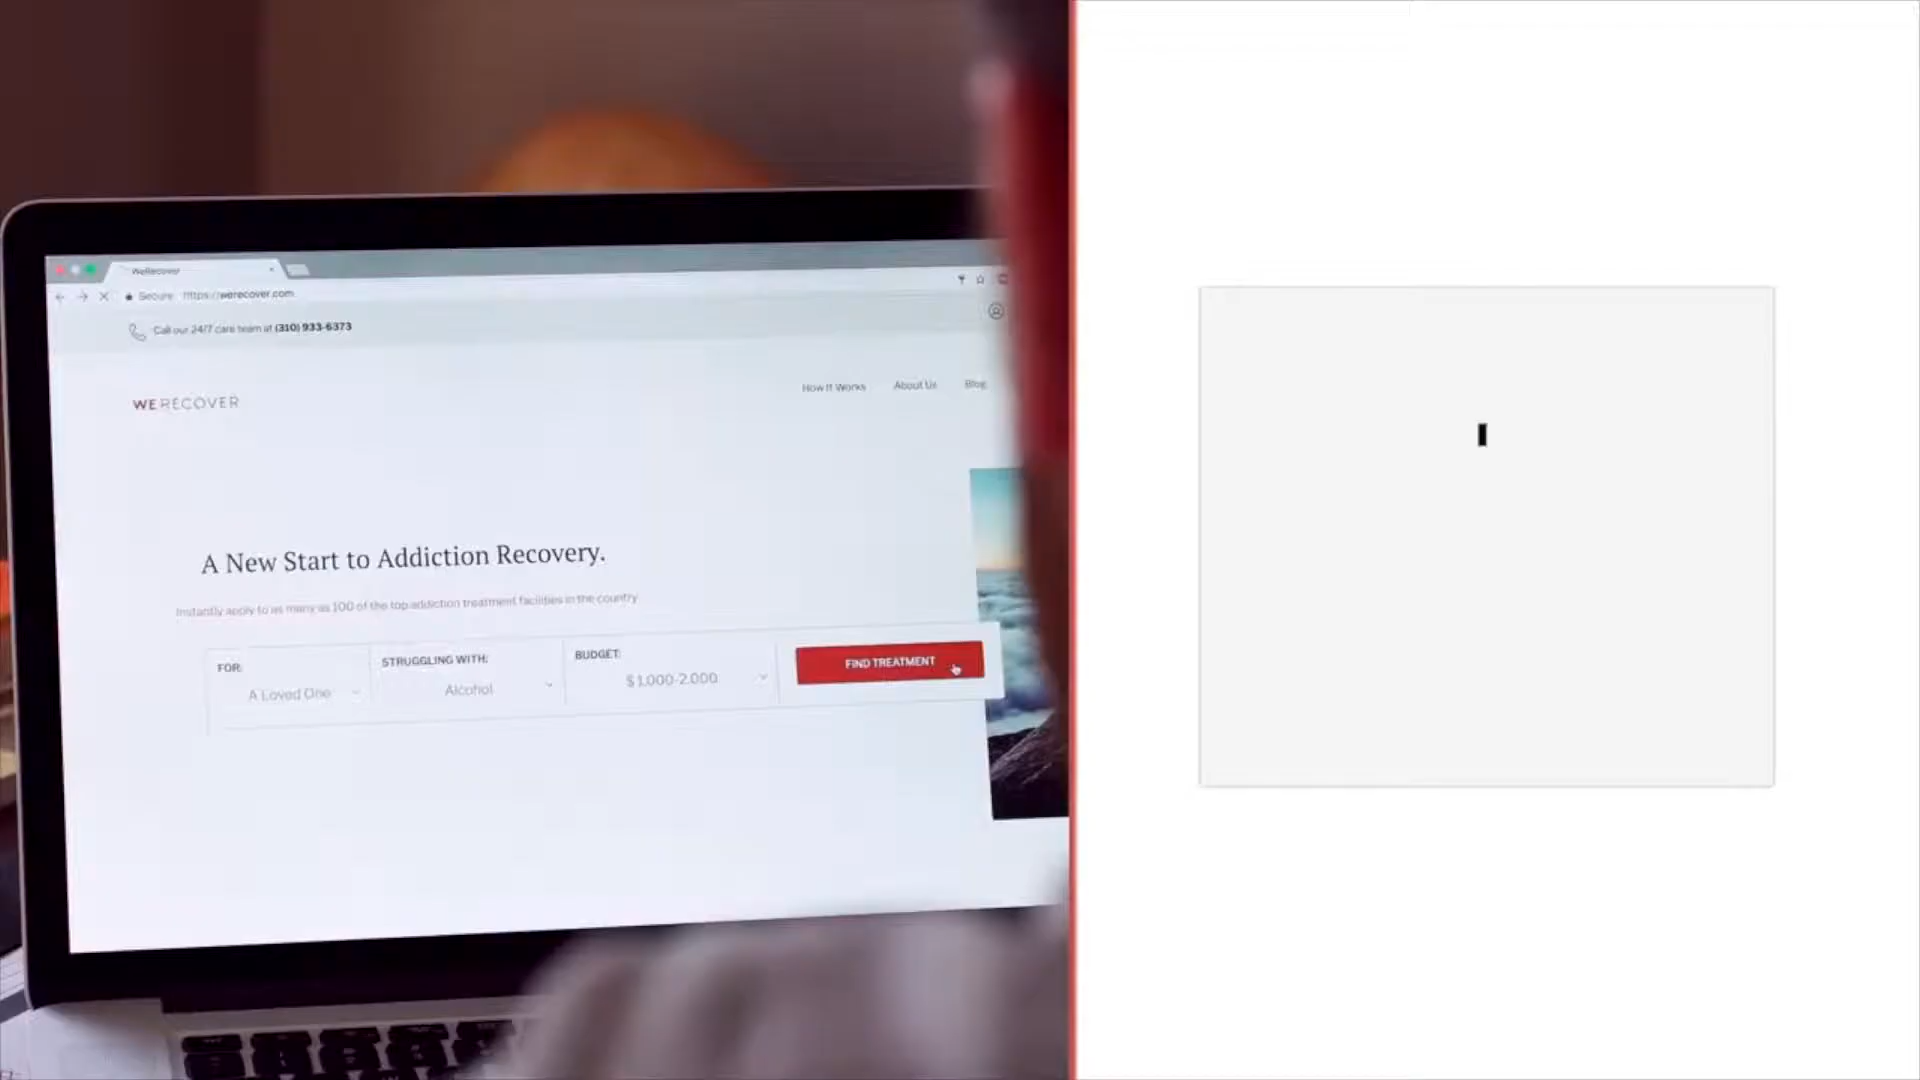 WeRecover
Secure https://werecover.com
Call our 24/7 care team at (310) 933-6373
How It Works About Us Blog
WERECOVER
A New Start to Addiction Recovery.
Instantly apply to as many as 100 of the top addiction treatment facilities in the country
FOR: STRUGGLING WITH: BUDGET:
A Loved One Alcohol $1,000-2,000 FIND TREATMENT